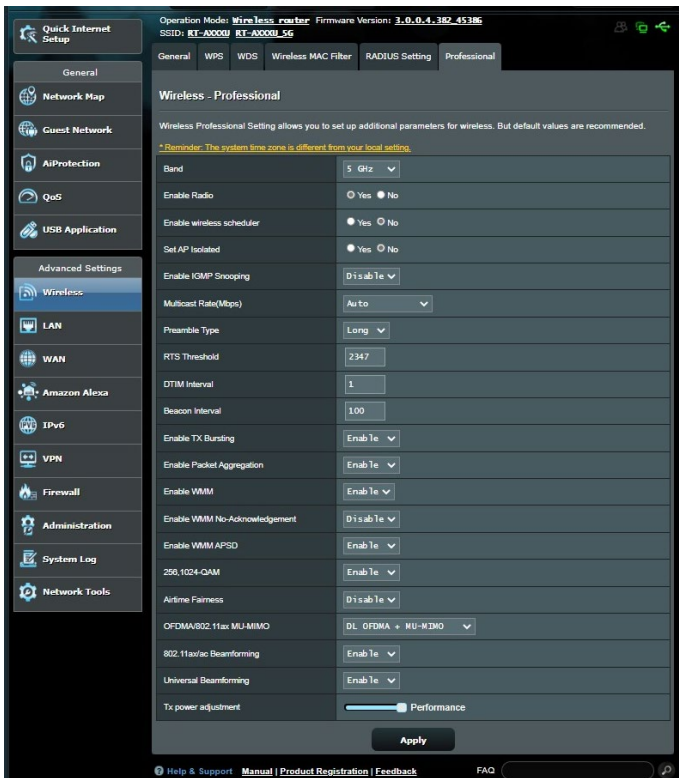 Quick Internet
Setup
General
Network Map
Guest Network
AiProtection
QoS
USB Application
Advanced Settings
Wireless
LAN
WAN
Amazon Alexa
IPv6
VPN
Firewall
Administration
System Log
Network Tools
Operation Mode: Wireless router Firmware Version: 3.0.0.4.382_45386
SSID: RT-AXXXU RT-AXXXU_5G
General WPS WDS Wireless MAC Filter RADIUS Setting Professional
Wireless - Professional
Wireless Professional Setting allows you to set up additional parameters for wireless. But default values are recommended.
* Reminder: The system time zone is different from your local setting.
Band 5 GHz
Enable Radio Yes No
Enable wireless scheduler Yes No
Set AP Isolated Yes No
Enable IGMP Snooping Disable
Multicast Rate(Mbps) Auto
Preamble Type Long
RTS Threshold 2347
DTIM Interval 1
Beacon Interval 100
Enable TX Bursting Enable
Enable Packet Aggregation Enable
Enable WMM Enable
Enable WMM No-Acknowledgement Disable
Enable WMM APSD Enable
256,1024-QAM Enable
Airtime Fairness Disable
OFDMA/802.11ax MU-MIMO DL OFDMA + MU-MIMO
802.11ax/ac Beamforming Enable
Universal Beamforming Enable
Tx power adjustment Performance
Apply
Help & Support Manual | Product Registration | Feedback FAQ